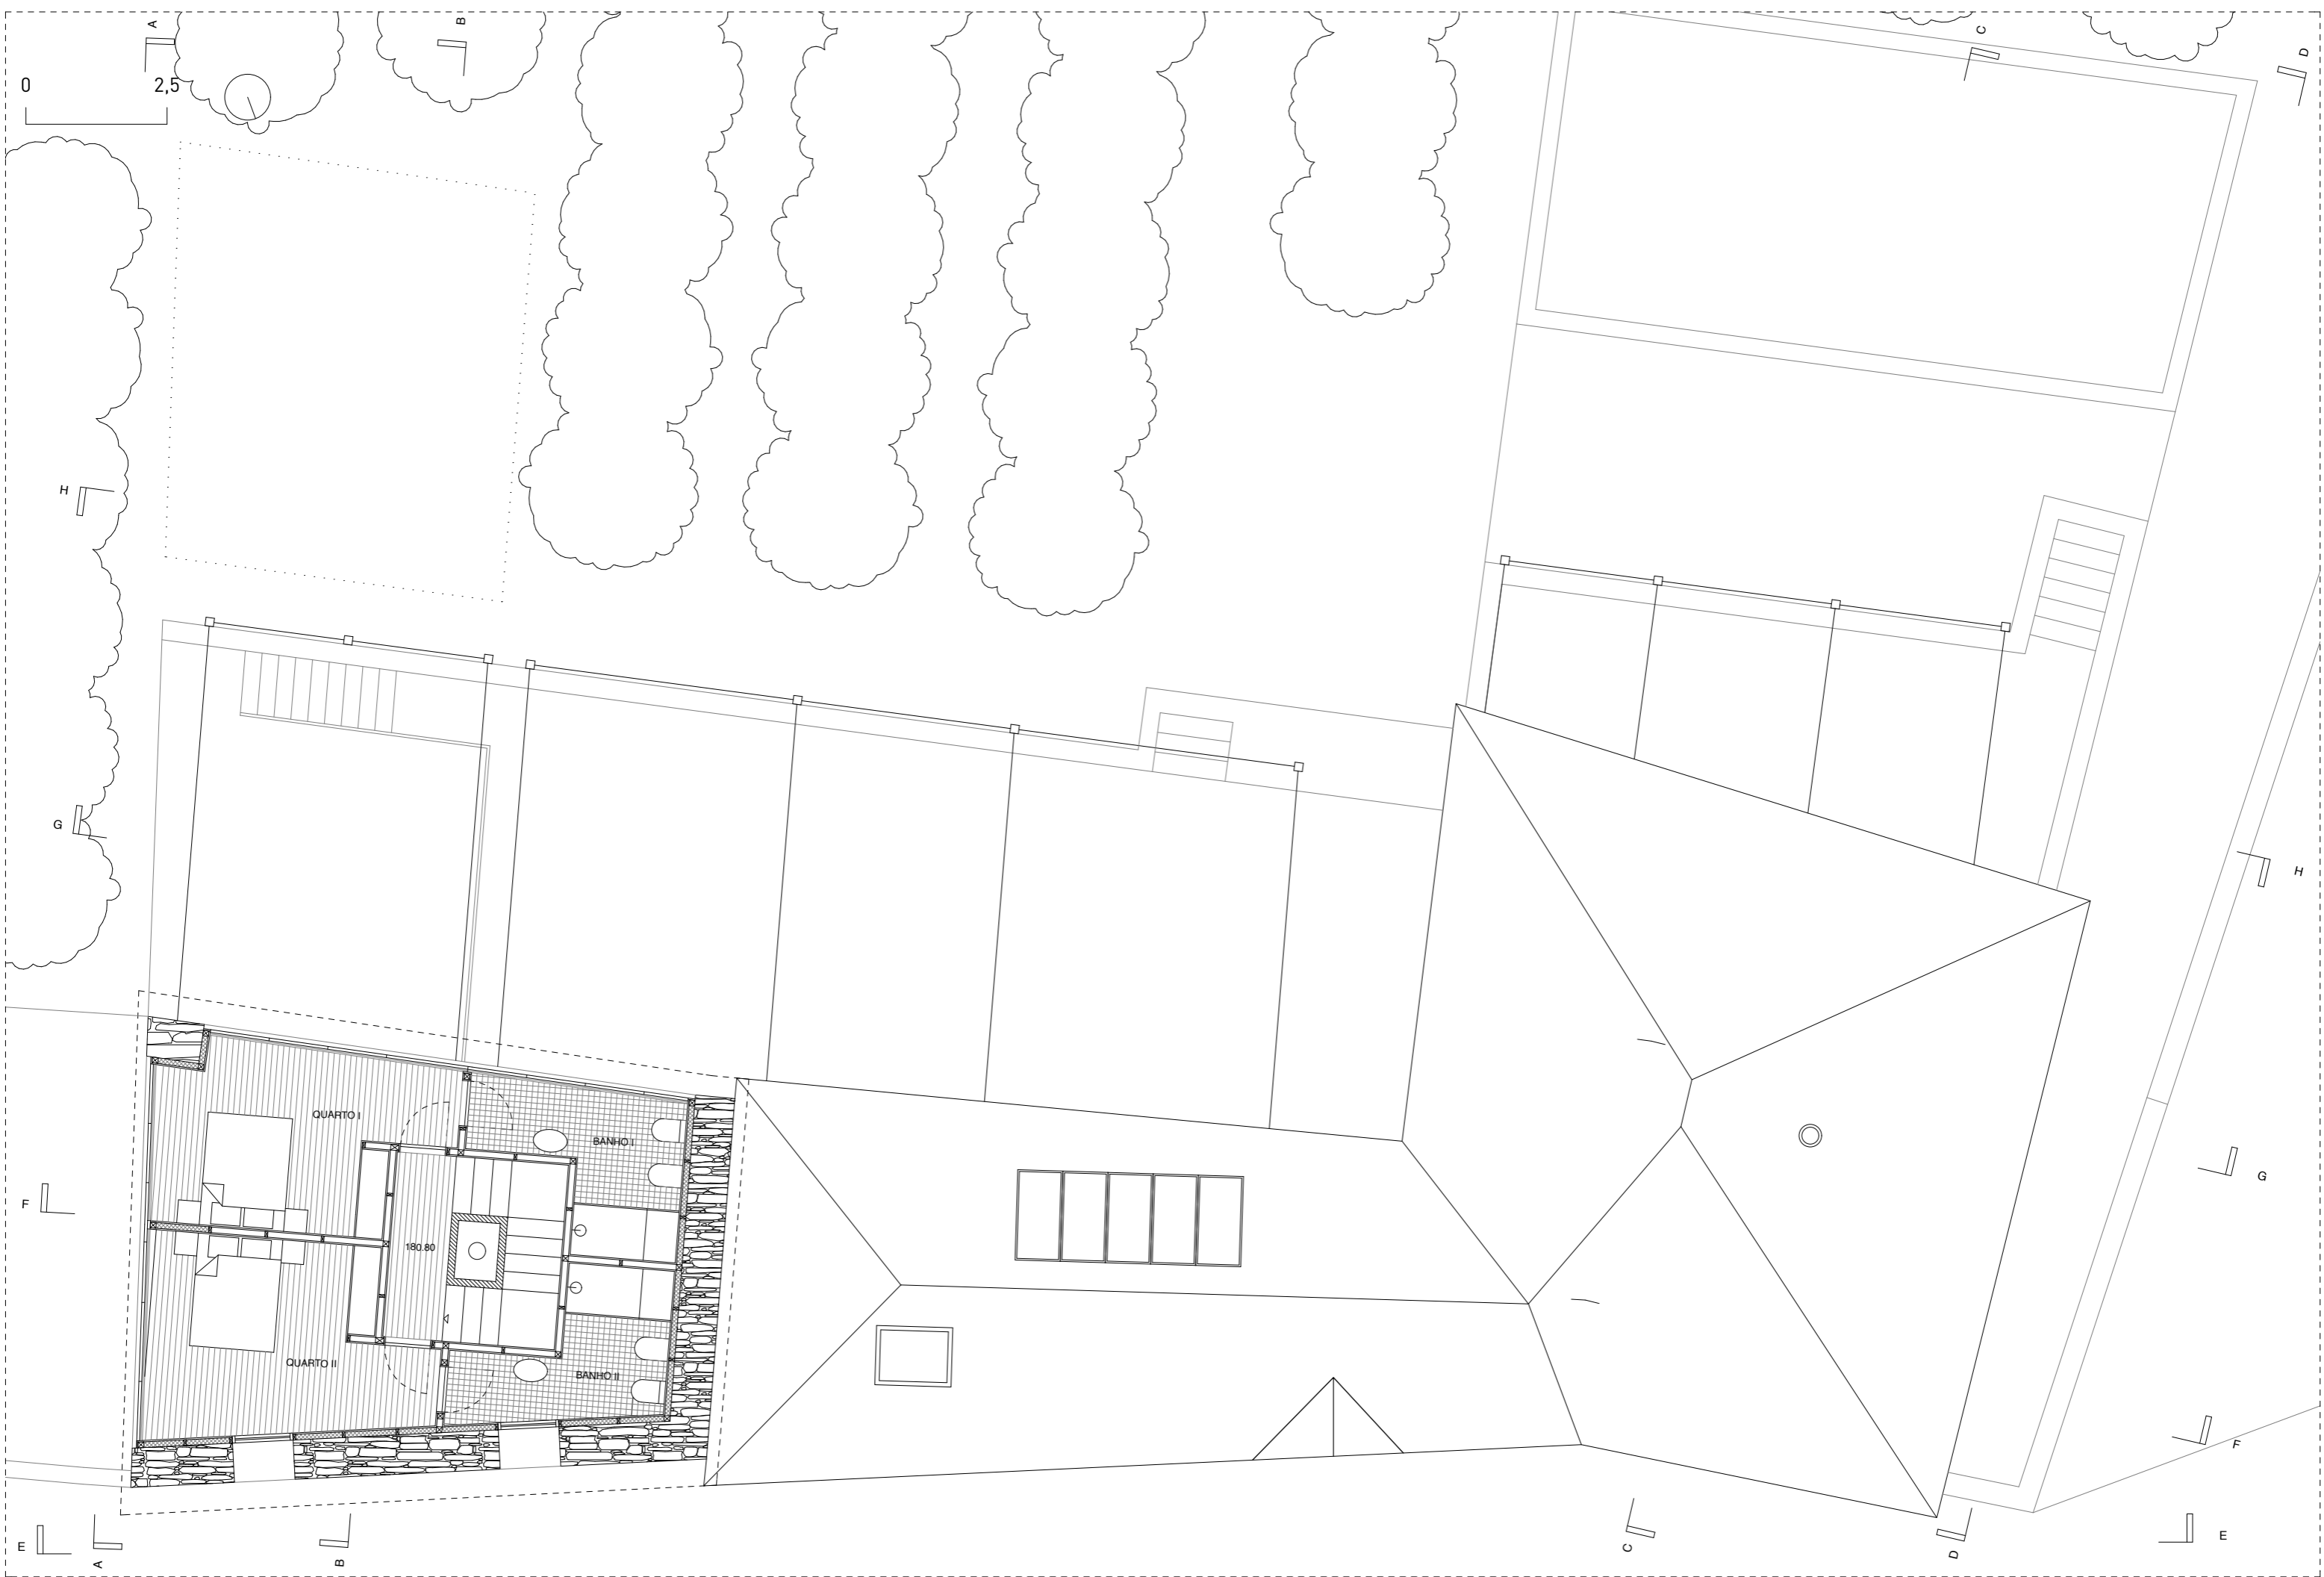 A
B
C
D
0 2,5
H
G
H
QUARTO I
BANHO I
G
F
180.80
QUARTO II
BANHO II
F
E
A
B
C
D
E